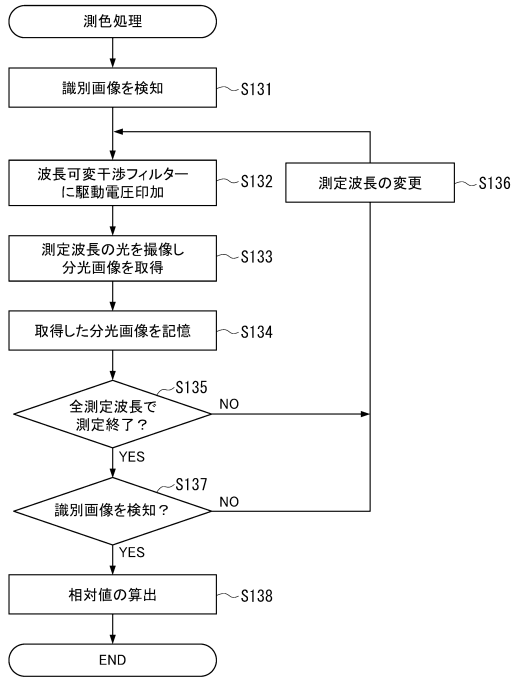 測色処理
識別画像を検知
S131
波長可変干渉フィルター
に駆動電圧印加
S132
測定波長の変更
S136
測定波長の光を撮像し
分光画像を取得
S133
取得した分光画像を記憶
S134
全測定波長で
測定終了？
S135
NO
YES
識別画像を検知？
S137
NO
YES
相対値の算出
S138
END